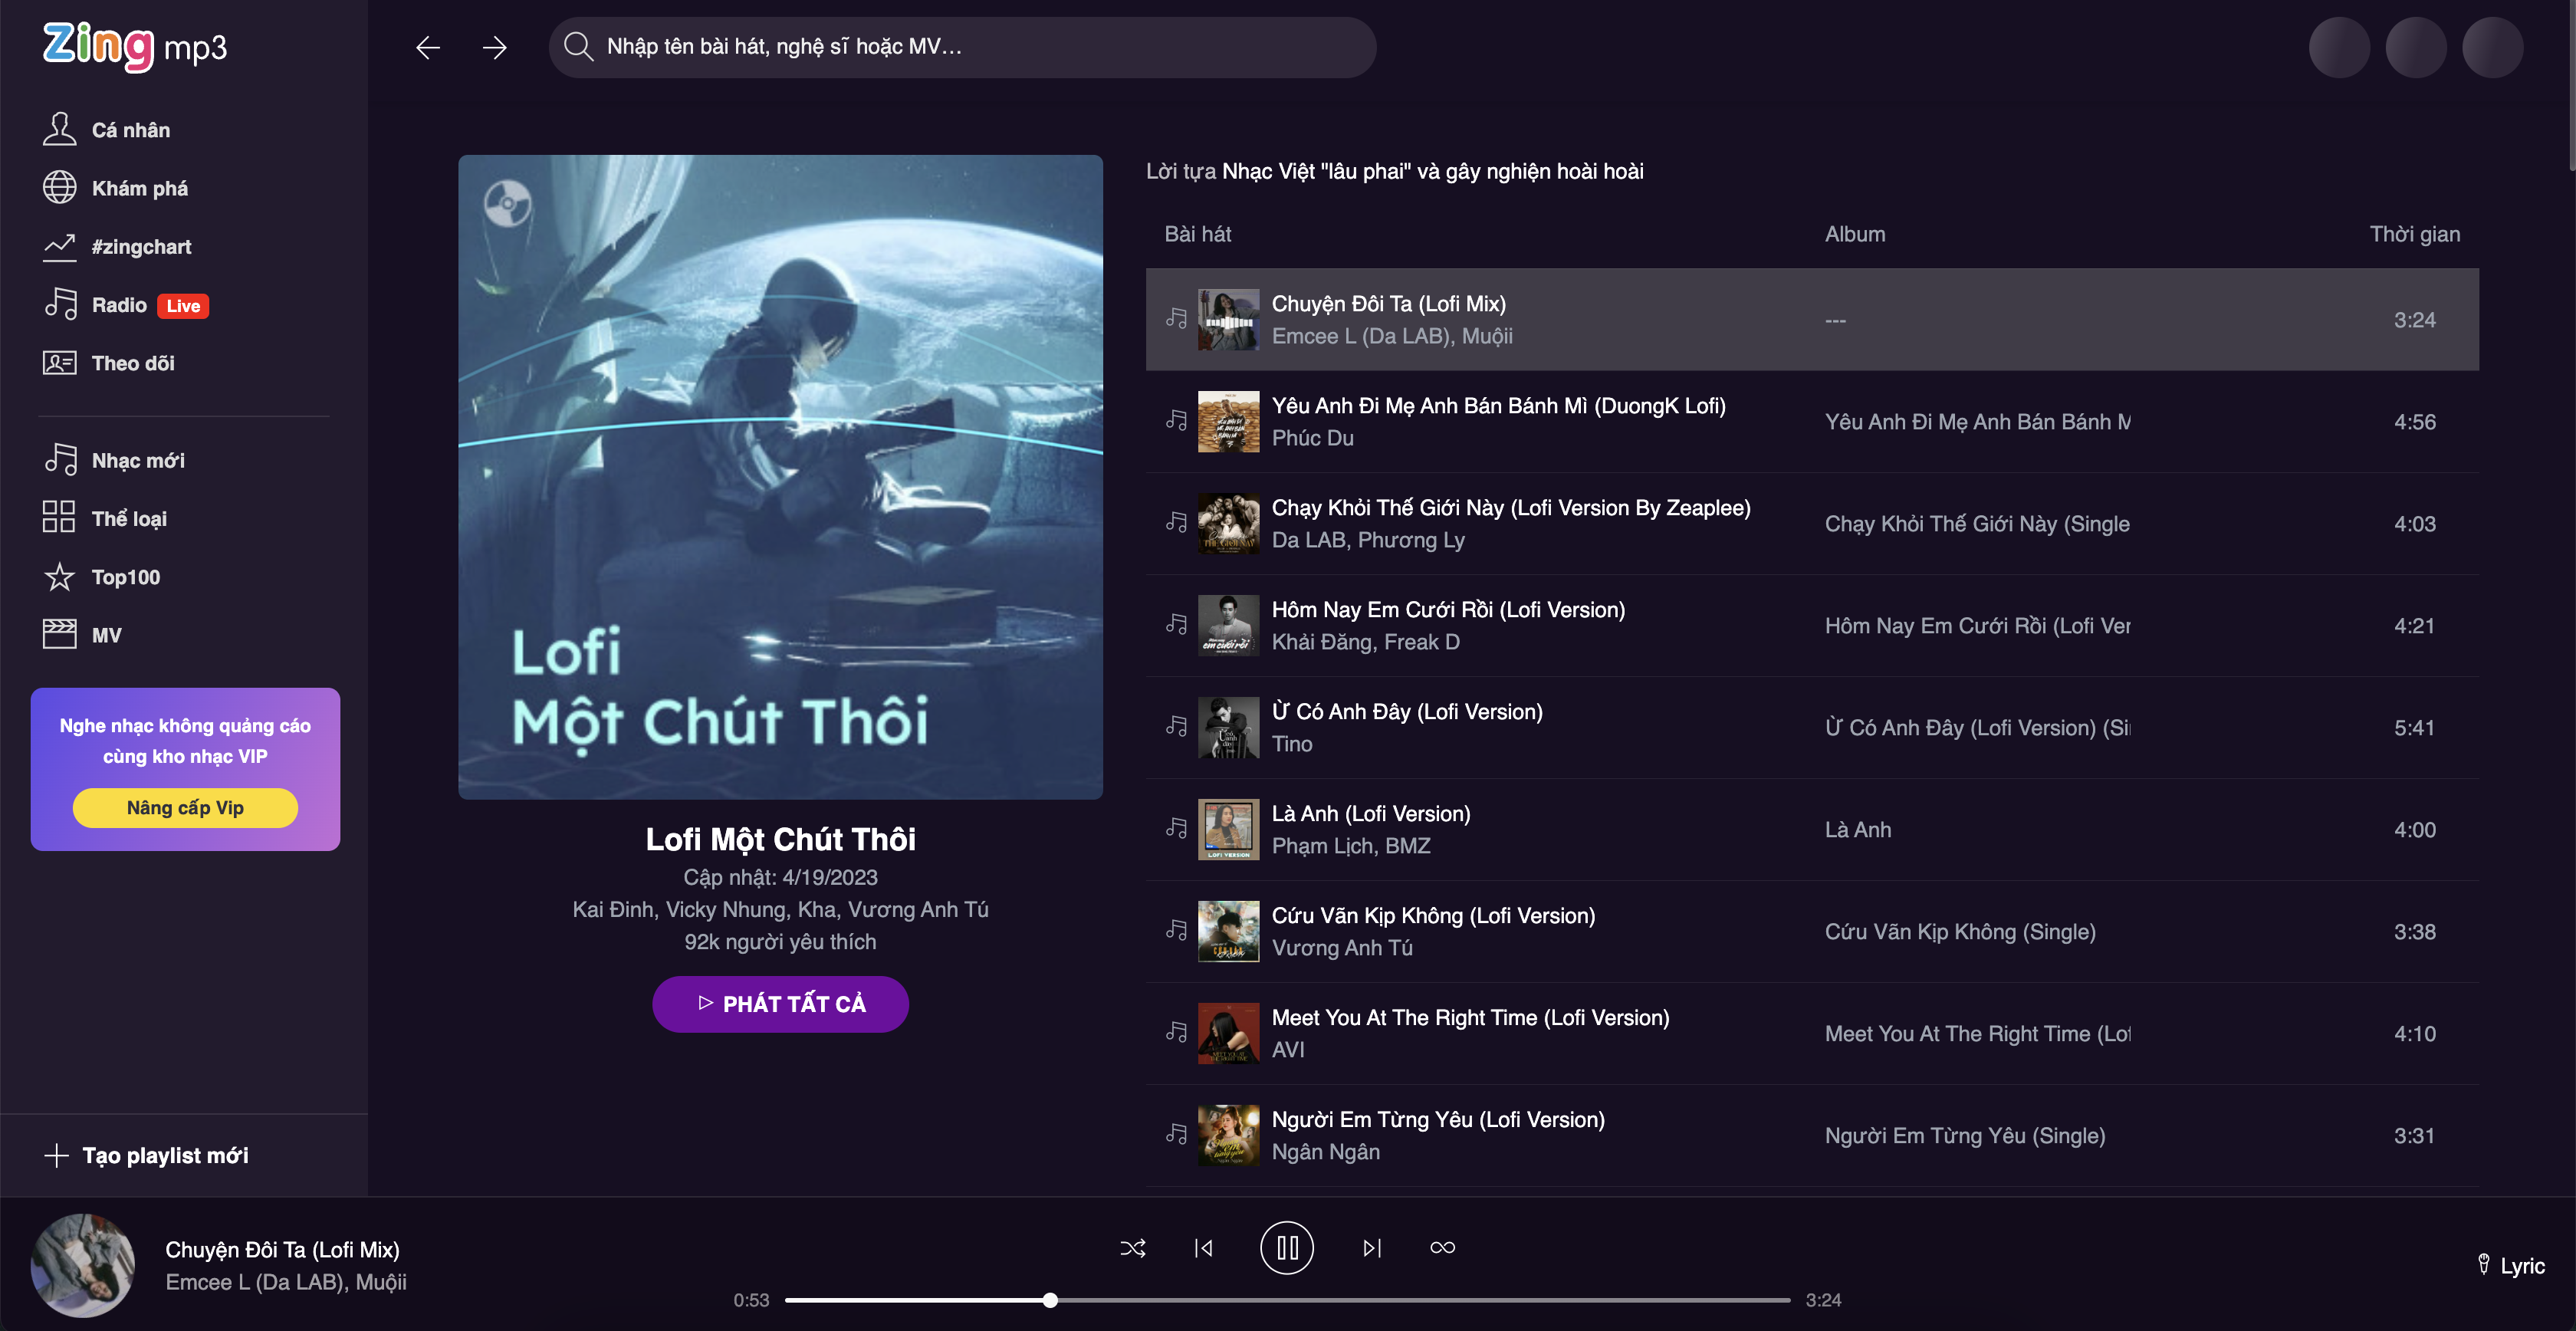 Zing mp3
Nhập tên bài hát, nghệ sĩ hoặc MV...
Cá nhân
Khám phá
#zingchart
Radio Live
Theo dõi
Nhạc mới
Thể loại
Top100
MV
Nghe nhạc không quảng cáo
cùng kho nhạc VIP
Nâng cấp Vip
Tạo playlist mới
Lofi
Một Chút Thôi
Lofi Một Chút Thôi
Cập nhật: 4/19/2023
Kai Đinh, Vicky Nhung, Kha, Vương Anh Tú
92k người yêu thích
PHÁT TẤT CẢ
Lời tựa Nhạc Việt "lâu phai" và gây nghiện hoài hoài
Bài hát Album Thời gian
Chuyện Đôi Ta (Lofi Mix)
Emcee L (Da LAB), Muộii
--- 3:24
Yêu Anh Đi Mẹ Anh Bán Bánh Mì (DuongK Lofi)
Phúc Du
Yêu Anh Đi Mẹ Anh Bán Bánh 4:56
Chạy Khỏi Thế Giới Này (Lofi Version By Zeaplee)
Da LAB, Phương Ly
Chạy Khỏi Thế Giới Này (Single 4:03
Hôm Nay Em Cưới Rồi (Lofi Version)
Khải Đăng, Freak D
Hôm Nay Em Cưới Rồi (Lofi Ver 4:21
Ừ Có Anh Đây (Lofi Version)
Tino
Ừ Có Anh Đây (Lofi Version) (Si 5:41
Là Anh (Lofi Version)
Phạm Lịch, BMZ
Là Anh 4:00
Cứu Vãn Kịp Không (Lofi Version)
Vương Anh Tú
Cứu Vãn Kịp Không (Single) 3:38
Meet You At The Right Time (Lofi Version)
AVI
Meet You At The Right Time (Lof 4:10
Người Em Từng Yêu (Lofi Version)
Ngân Ngân
Người Em Từng Yêu (Single) 3:31
Chuyện Đôi Ta (Lofi Mix)
Emcee L (Da LAB), Muộii
0:53 3:24
Lyric